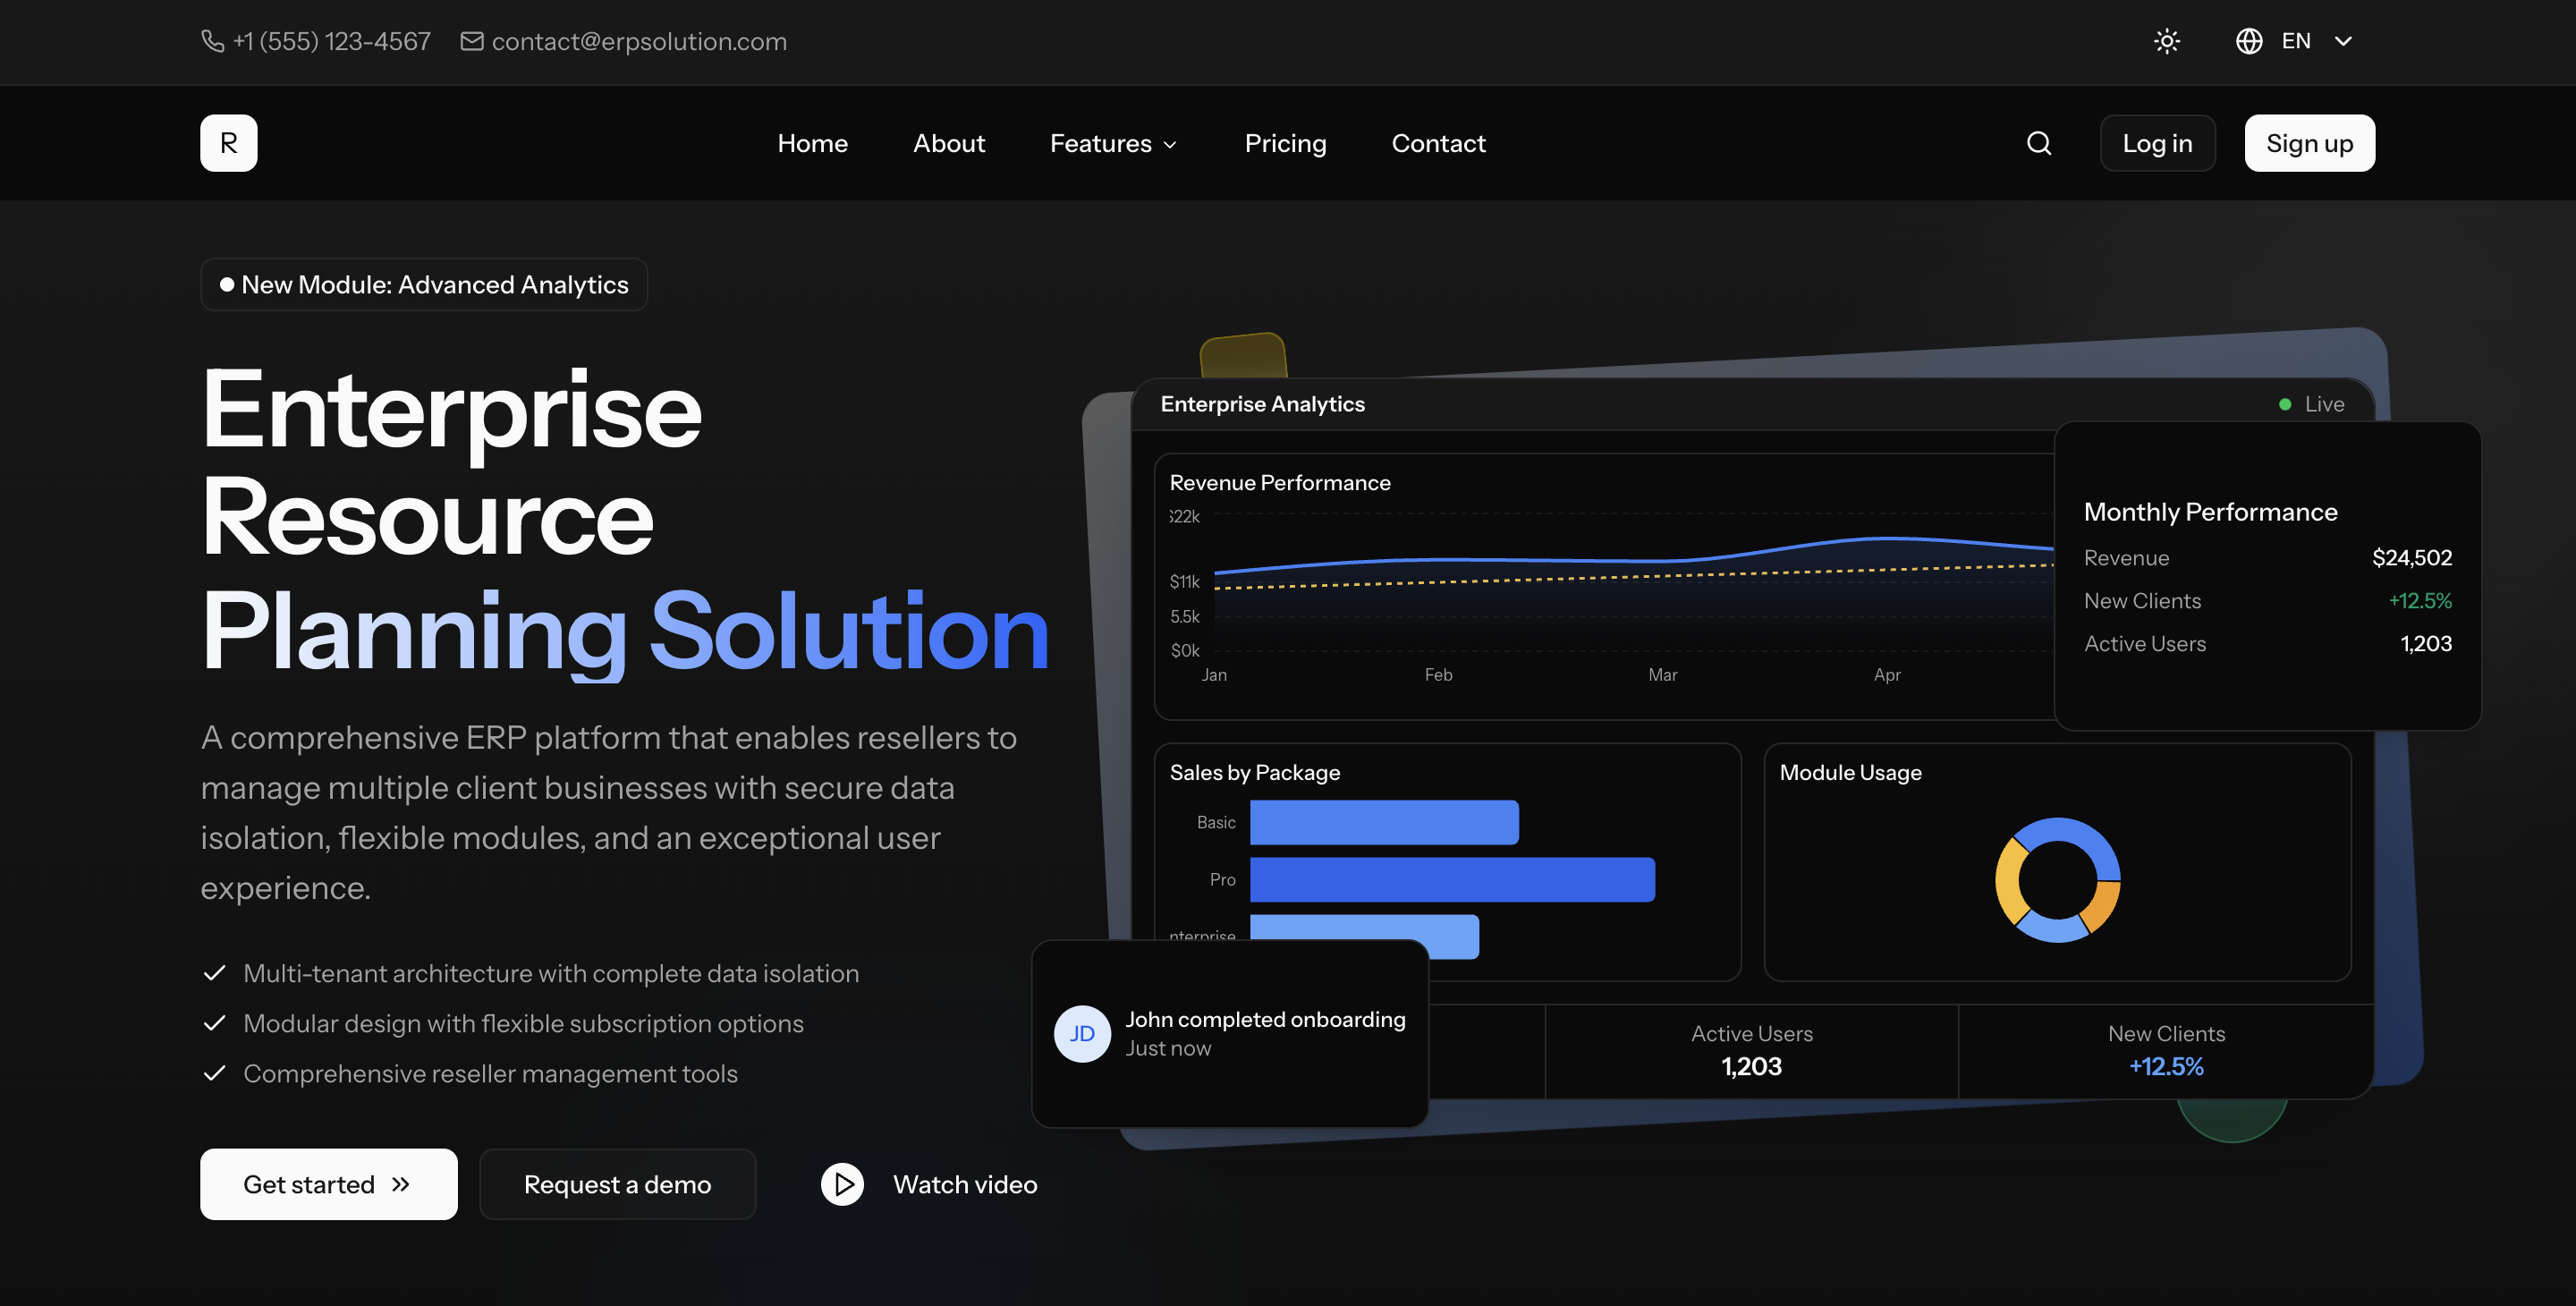 +1 (555) 123-4567
contact@erpsolution.com
EN
R
Home
About
Features
Pricing
Contact
Log in
Sign up
New Module: Advanced Analytics
Enterprise
Resource
Planning Solution
A comprehensive ERP platform that enables resellers to
manage multiple client businesses with secure data
isolation, flexible modules, and an exceptional user
experience.
Multi-tenant architecture with complete data isolation
Modular design with flexible subscription options
Comprehensive reseller management tools
Get started
Request a demo
Watch video
Enterprise Analytics
Live
Revenue Performance
$22k
$11k
5.5k
$0k
Jan
Feb
Mar
Apr
Monthly Performance
Revenue $24,502
New Clients +12.5%
Active Users 1,203
Sales by Package
Basic
Pro
nterprise
Module Usage
JD
John completed onboarding
Just now
Active Users
1,203
New Clients
+12.5%